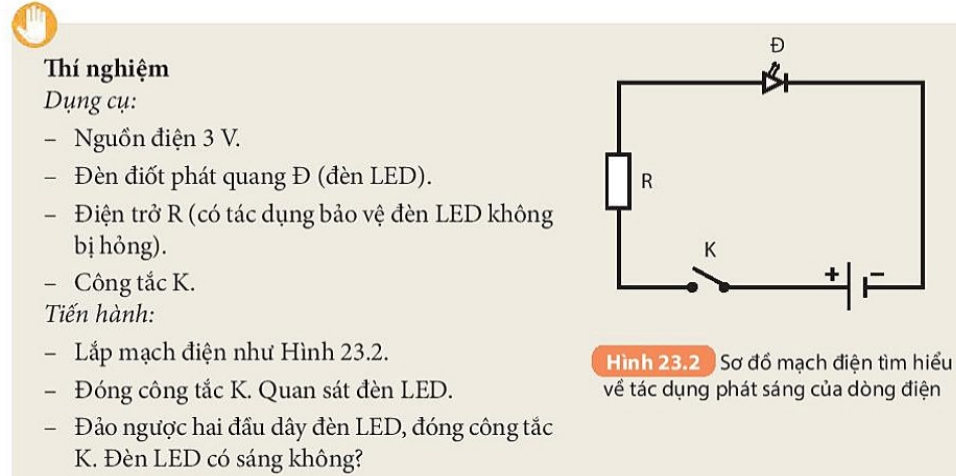 Thí nghiệm
Dụng cụ:
– Nguồn điện 3 V.
– Đèn điốt phát quang Đ (đèn LED).
– Điện trở R (có tác dụng bảo vệ đèn LED không
bị hỏng).
– Công tắc K.
Tiến hành:
– Lắp mạch điện như Hình 23.2.
– Đóng công tắc K. Quan sát đèn LED.
– Đảo ngược hai đầu dây đèn LED, đóng công tắc
K. Đèn LED có sáng không?
Đ
R
K
+ –
Hình 23.2 Sơ đồ mạch điện tìm hiểu
về tác dụng phát sáng của dòng điện